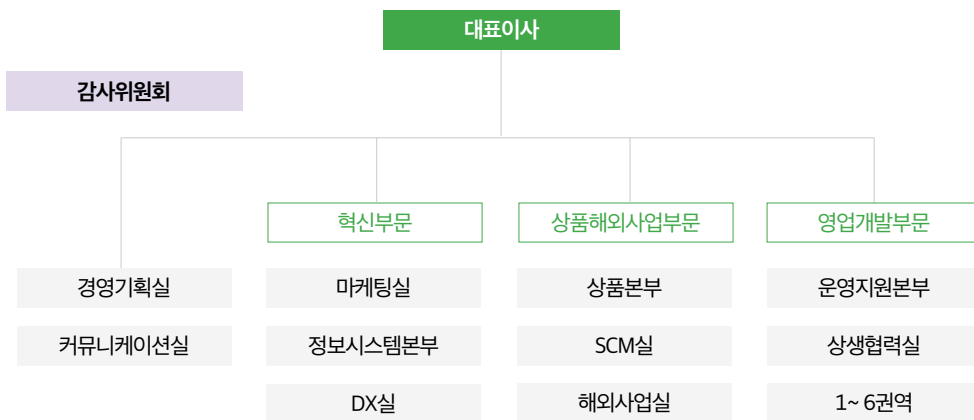 대표이사
감사위원회
혁신부문
상품해외사업부문
영업개발부문
경영기획실
마케팅실
상품본부
운영지원본부
커뮤니케이션실
정보시스템본부
SCM실
상생협력실
DX실
해외사업실
1~ 6권역